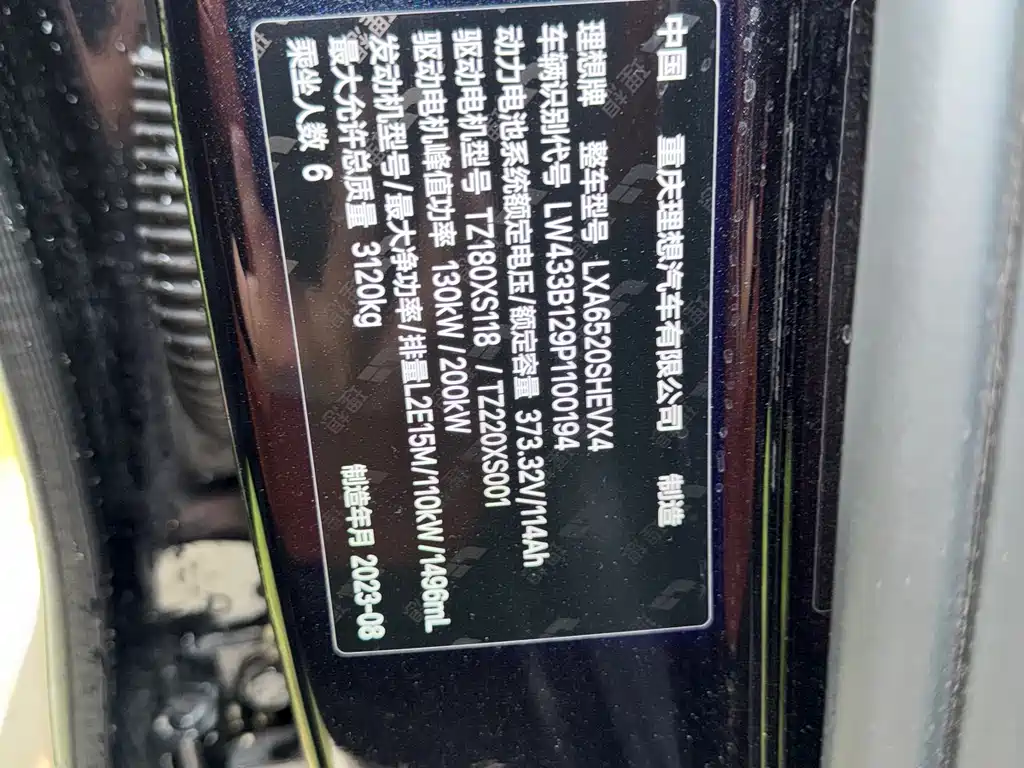 中国 重庆理想汽车有限公司 制造
理想牌 整车型号 LXA6520SHEVX4
车辆识别代号 LW433B129P1100194
动力电池系统额定电压/额定容量 373.32V/114Ah
驱动电机型号 TZ180XS118 / TZ220XS001
驱动电机峰值功率 130kW / 200kW
发动机型号/最大净功率/排量L2E15M/110kW/1496mL
最大允许总质量 3120kg
乘坐人数 6 制造年月 2023-08